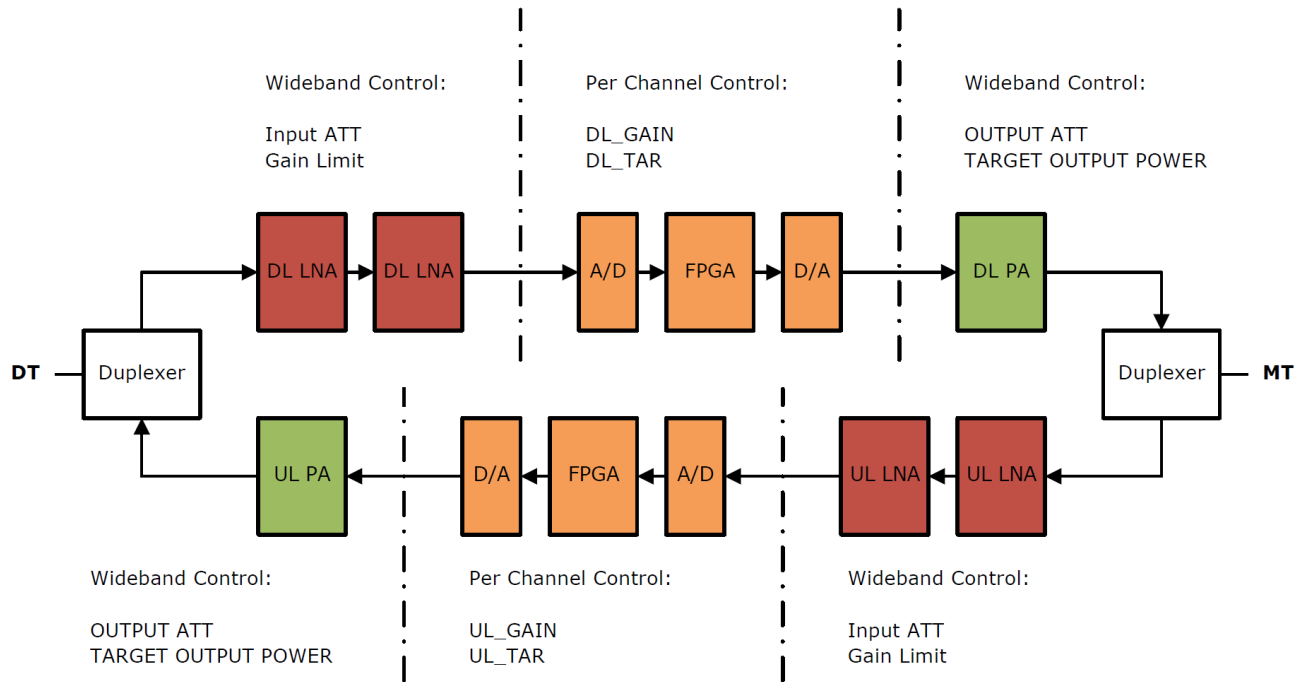 Wideband Control:
Input ATT
Gain Limit
Per Channel Control:
DL_GAIN
DL_TAR
Wideband Control:
OUTPUT ATT
TARGET OUTPUT POWER
DL LNA
DL LNA
A/D
FPGA
D/A
DL PA
DT
Duplexer
Duplexer
MT
UL PA
D/A
FPGA
A/D
UL LNA
UL LNA
Wideband Control:
OUTPUT ATT
TARGET OUTPUT POWER
Per Channel Control:
UL_GAIN
UL_TAR
Wideband Control:
Input ATT
Gain Limit